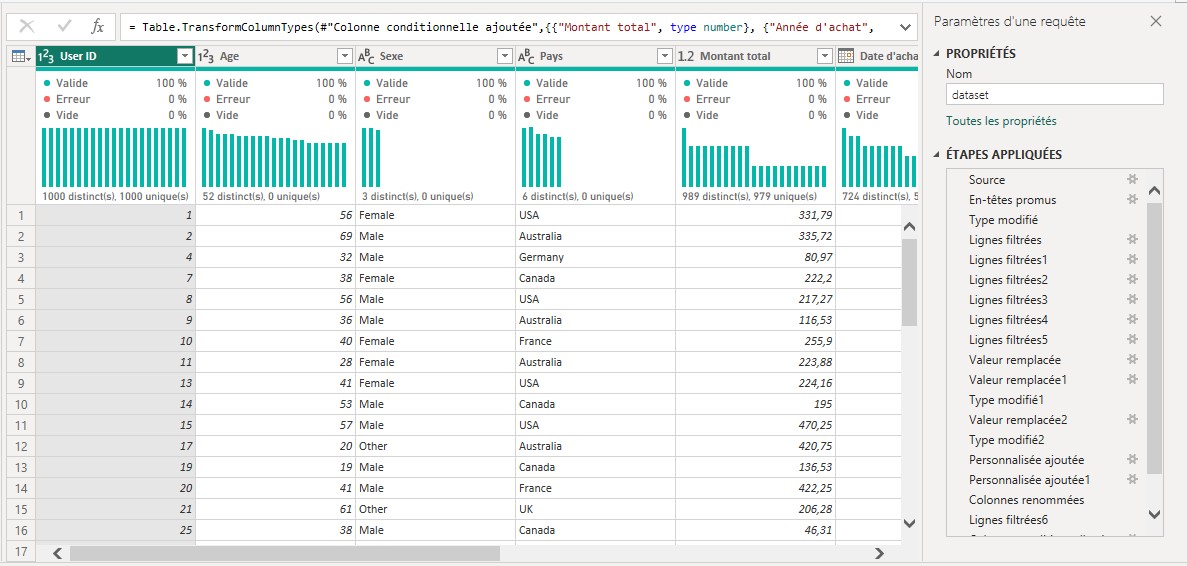 fx = Table.TransformColumnTypes(#"Colonne conditionnelle ajoutée",{{"Montant total", type number}, {"Année d'achat",
1²3 User ID 1²3 Age ABC Sexe ABC Pays 1.2 Montant total Date d'acha
Valide 100 % Valide 100 % Valide 100 % Valide 100 % Valide 100 % Valide
Erreur 0 % Erreur 0 % Erreur 0 % Erreur 0 % Erreur 0 % Erreur
Vide 0 % Vide 0 % Vide 0 % Vide 0 % Vide 0 % Vide
1000 distinct(s), 1000 unique(s) 52 distinct(s), 0 unique(s) 3 distinct(s), 0 unique(s) 6 distinct(s), 0 unique(s) 989 distinct(s), 979 unique(s) 724 distinct(s), 5
1 1 56 Female USA 331,79
2 2 69 Male Australia 335,72
3 4 32 Male Germany 80,97
4 7 38 Female Canada 222,2
5 8 56 Male USA 217,27
6 9 36 Male Australia 116,53
7 10 40 Female France 255,9
8 11 28 Female Australia 223,88
9 13 41 Female USA 224,16
10 14 53 Male Canada 195
11 15 57 Male USA 470,25
12 17 20 Other Australia 420,75
13 19 19 Male Canada 136,53
14 20 41 Male France 422,25
15 21 61 Other UK 206,28
16 25 38 Male Canada 46,31
17
Paramètres d'une requête
PROPRIÉTÉS
Nom
dataset
Toutes les propriétés
ÉTAPES APPLIQUÉES
Source
En-têtes promus
Type modifié
Lignes filtrées
Lignes filtrées1
Lignes filtrées2
Lignes filtrées3
Lignes filtrées4
Lignes filtrées5
Valeur remplacée
Valeur remplacée1
Type modifié1
Valeur remplacée2
Type modifié2
Personnalisée ajoutée
Personnalisée ajoutée1
Colonnes renommées
Lignes filtrées6